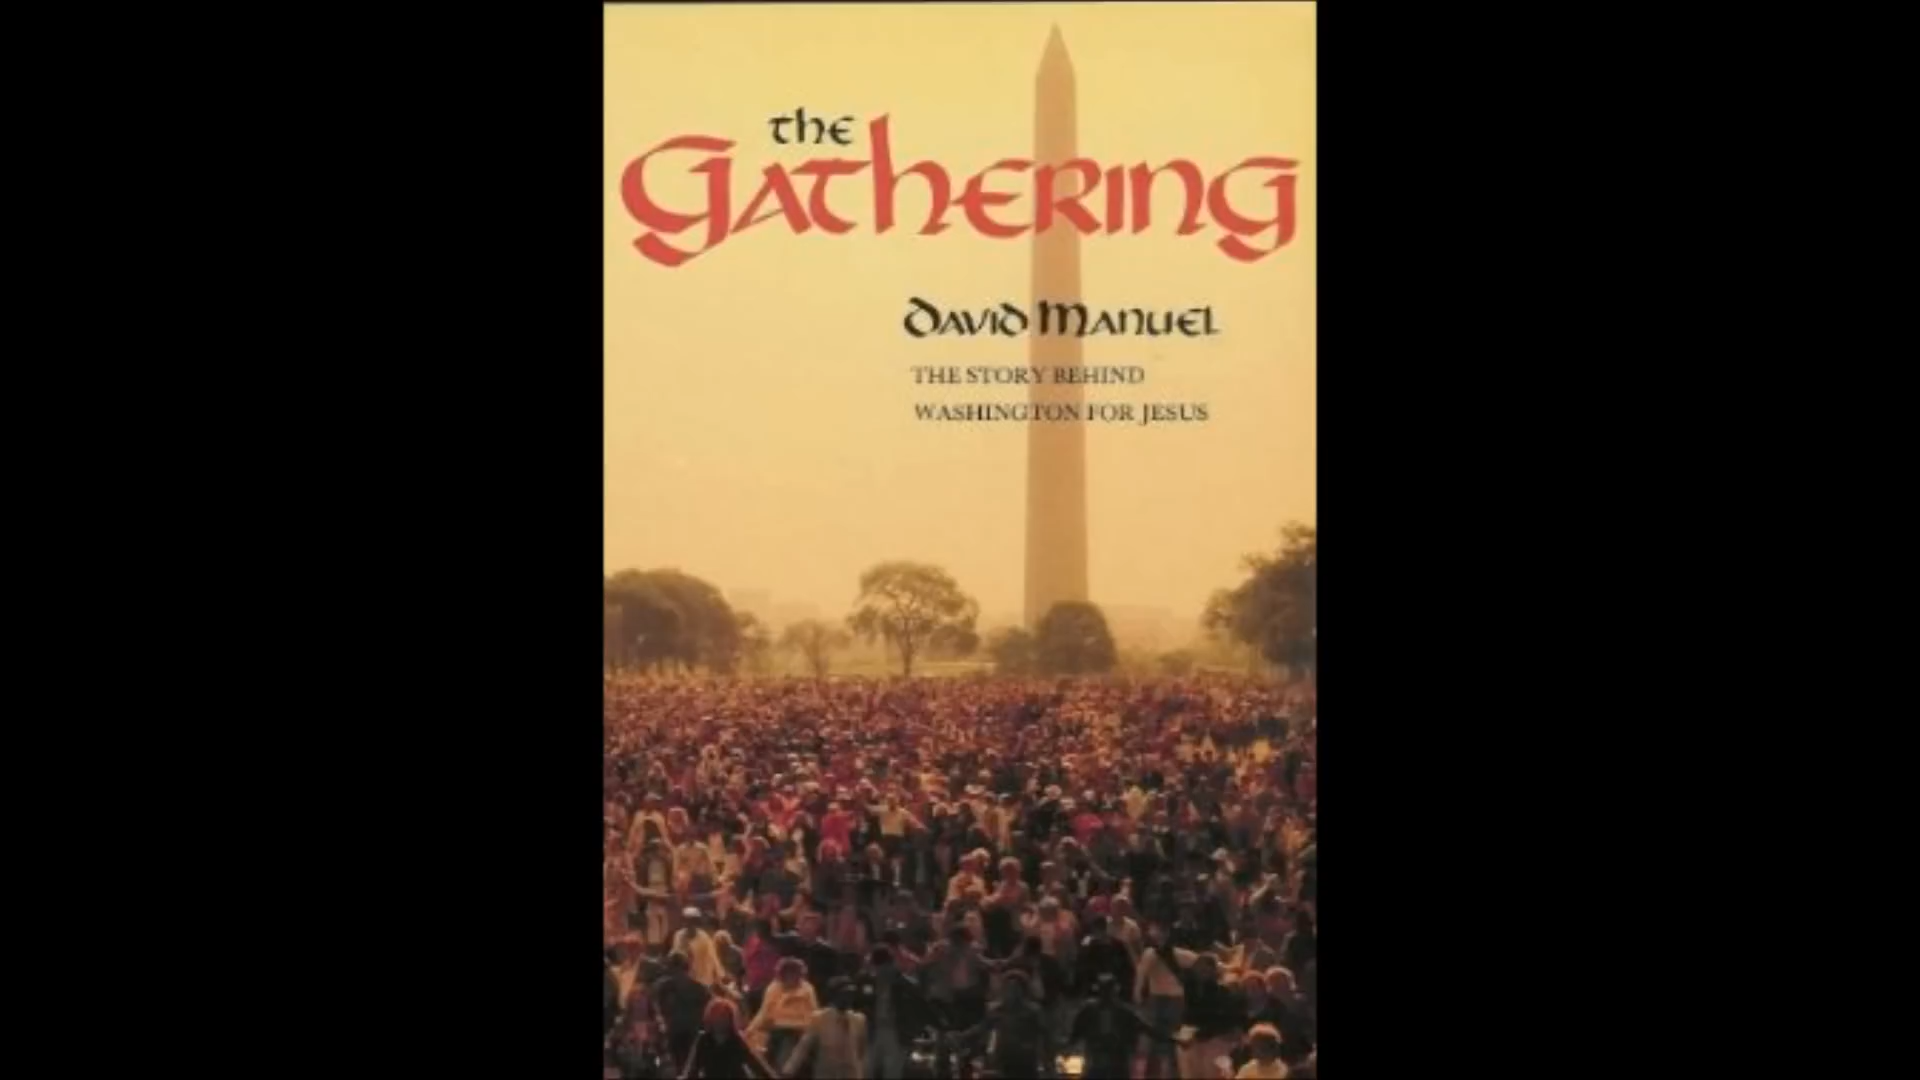 the
Gathering
David Manuel
THE STORY BEHIND
WASHINGTON FOR JESUS